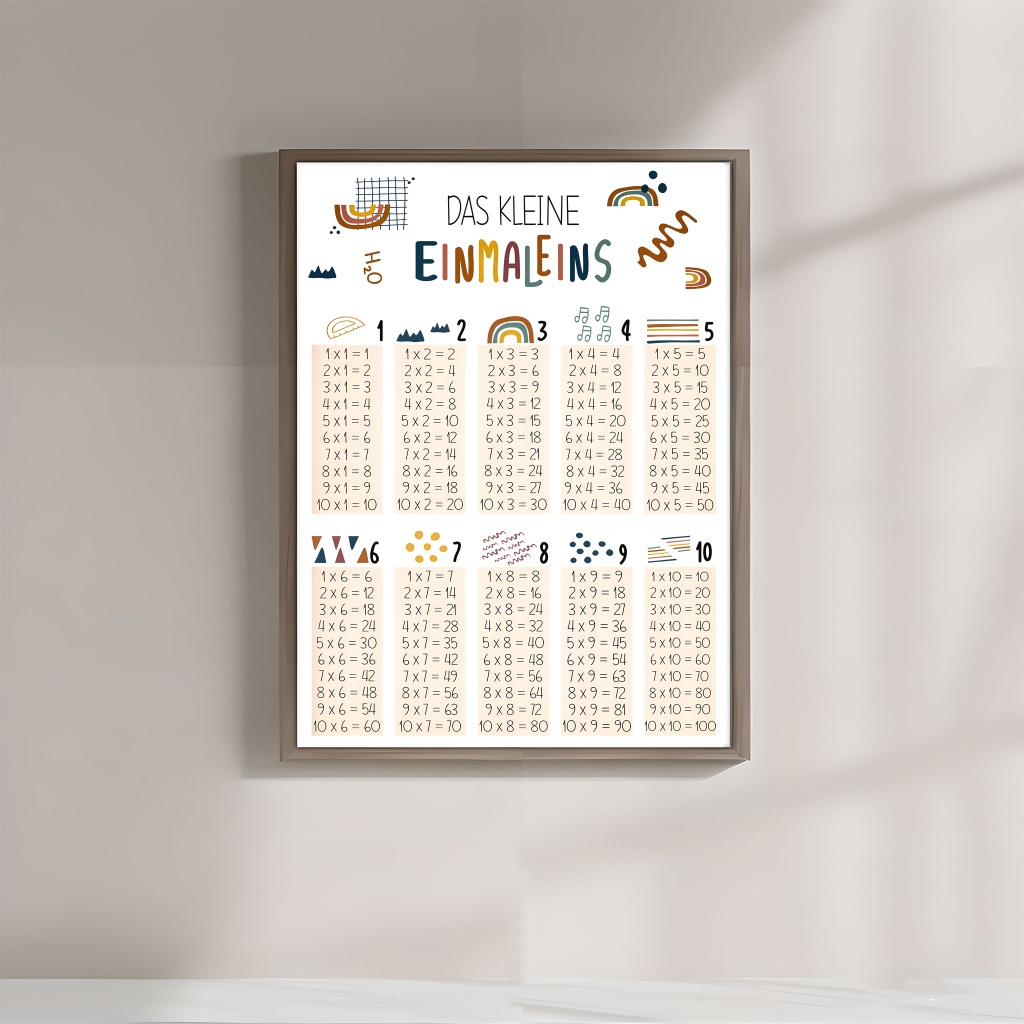 DAS KLEINE
EINMALEINS
H₂O
1
1 x 1 = 1
2 x 1 = 2
3 x 1 = 3
4 x 1 = 4
5 x 1 = 5
6 x 1 = 6
7 x 1 = 7
8 x 1 = 8
9 x 1 = 9
10 x 1 = 10
2
1 x 2 = 2
2 x 2 = 4
3 x 2 = 6
4 x 2 = 8
5 x 2 = 10
6 x 2 = 12
7 x 2 = 14
8 x 2 = 16
9 x 2 = 18
10 x 2 = 20
3
1 x 3 = 3
2 x 3 = 6
3 x 3 = 9
4 x 3 = 12
5 x 3 = 15
6 x 3 = 18
7 x 3 = 21
8 x 3 = 24
9 x 3 = 27
10 x 3 = 30
4
1 x 4 = 4
2 x 4 = 8
3 x 4 = 12
4 x 4 = 16
5 x 4 = 20
6 x 4 = 24
7 x 4 = 28
8 x 4 = 32
9 x 4 = 36
10 x 4 = 40
5
1 x 5 = 5
2 x 5 = 10
3 x 5 = 15
4 x 5 = 20
5 x 5 = 25
6 x 5 = 30
7 x 5 = 35
8 x 5 = 40
9 x 5 = 45
10 x 5 = 50
6
1 x 6 = 6
2 x 6 = 12
3 x 6 = 18
4 x 6 = 24
5 x 6 = 30
6 x 6 = 36
7 x 6 = 42
8 x 6 = 48
9 x 6 = 54
10 x 6 = 60
7
1 x 7 = 7
2 x 7 = 14
3 x 7 = 21
4 x 7 = 28
5 x 7 = 35
6 x 7 = 42
7 x 7 = 49
8 x 7 = 56
9 x 7 = 63
10 x 7 = 70
8
1 x 8 = 8
2 x 8 = 16
3 x 8 = 24
4 x 8 = 32
5 x 8 = 40
6 x 8 = 48
7 x 8 = 56
8 x 8 = 64
9 x 8 = 72
10 x 8 = 80
9
1 x 9 = 9
2 x 9 = 18
3 x 9 = 27
4 x 9 = 36
5 x 9 = 45
6 x 9 = 54
7 x 9 = 63
8 x 9 = 72
9 x 9 = 81
10 x 9 = 90
10
1 x 10 = 10
2 x 10 = 20
3 x 10 = 30
4 x 10 = 40
5 x 10 = 50
6 x 10 = 60
7 x 10 = 70
8 x 10 = 80
9 x 10 = 90
10 x 10 = 100